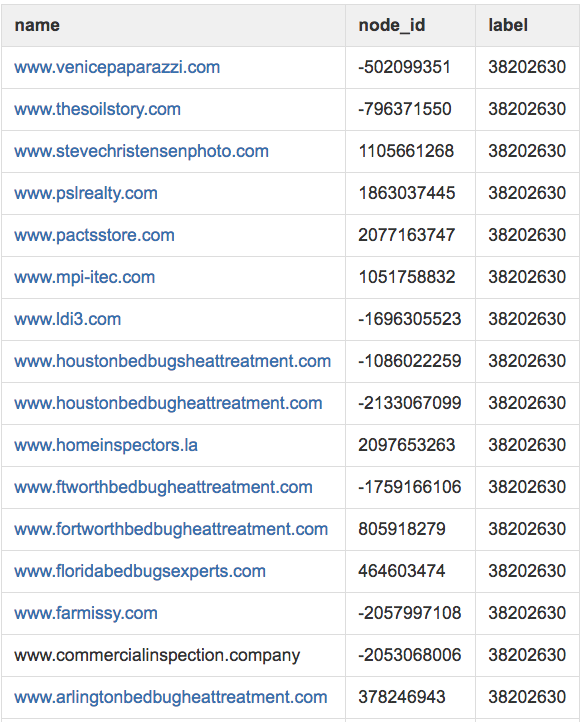 name node_id label
www.venicepaparazzi.com -502099351 38202630
www.thesoilstory.com -796371550 38202630
www.stevechristensenphoto.com 1105661268 38202630
www.pslrealty.com 1863037445 38202630
www.pactsstore.com 2077163747 38202630
www.mpi-itec.com 1051758832 38202630
www.ldi3.com -1696305523 38202630
www.houstonbedbugsheattreatment.com -1086022259 38202630
www.houstonbedbugheattreatment.com -2133067099 38202630
www.homeinspectors.la 2097653263 38202630
www.ftworthbedbugheattreatment.com -1759166106 38202630
www.fortworthbedbugheattreatment.com 805918279 38202630
www.floridabedbugsexperts.com 464603474 38202630
www.farmissy.com -2057997108 38202630
www.commercialinspection.company -2053068006 38202630
www.arlingtonbedbugheattreatment.com 378246943 38202630